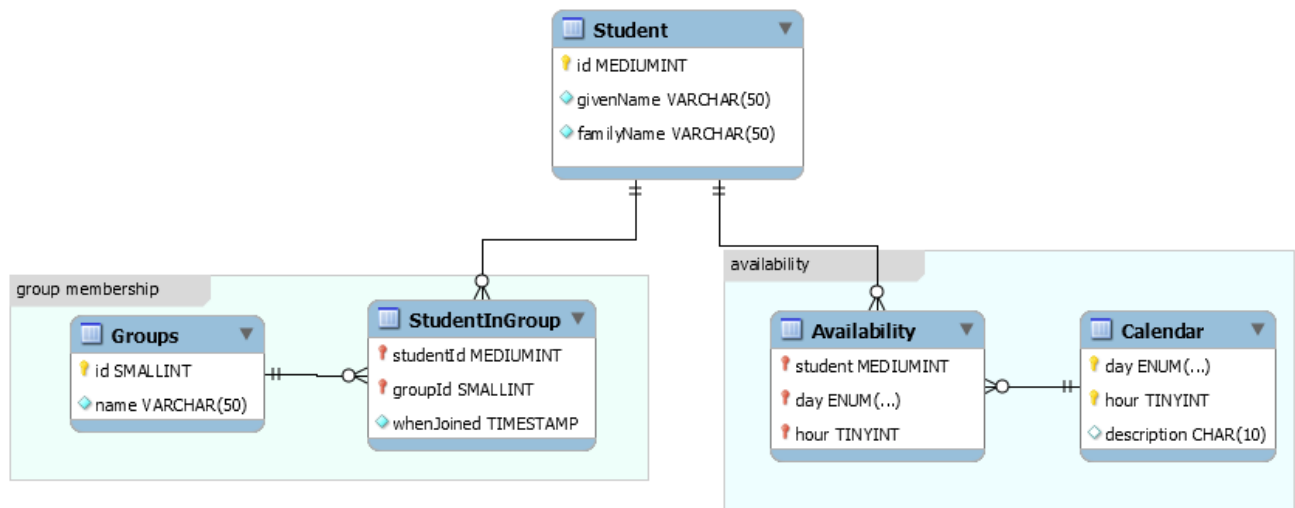 Student
id MEDIUMINT
givenName VARCHAR(50)
familyName VARCHAR(50)
group membership
Groups
id SMALLINT
name VARCHAR(50)
StudentInGroup
studentId MEDIUMINT
groupId SMALLINT
whenJoined TIMESTAMP
availability
Availability
student MEDIUMINT
day ENUM(...)
hour TINYINT
Calendar
day ENUM(...)
hour TINYINT
description CHAR(10)